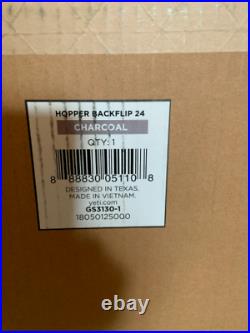 HOPPER BACKFLIP 24
CHARCOAL
QTY: 1
8 88830 05110 8
DESIGNED IN TEXAS.
MADE IN VIETNAM.
yeti.com
GS3130-1
18050125000